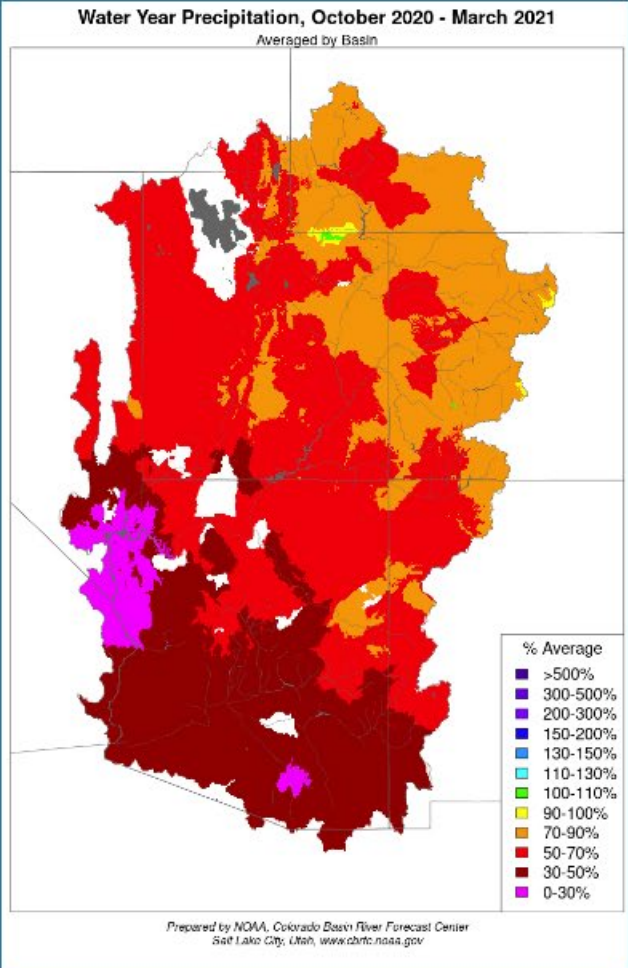 Water Year Precipitation, October 2020 - March 2021
Averaged by Basin
% Average
>500%
300-500%
200-300%
150-200%
130-150%
110-130%
100-110%
90-100%
70-90%
50-70%
30-50%
0-30%
Prepared by NOAA, Colorado Basin River Forecast Center
Salt Lake City, Utah, www.cbrfc.noaa.gov